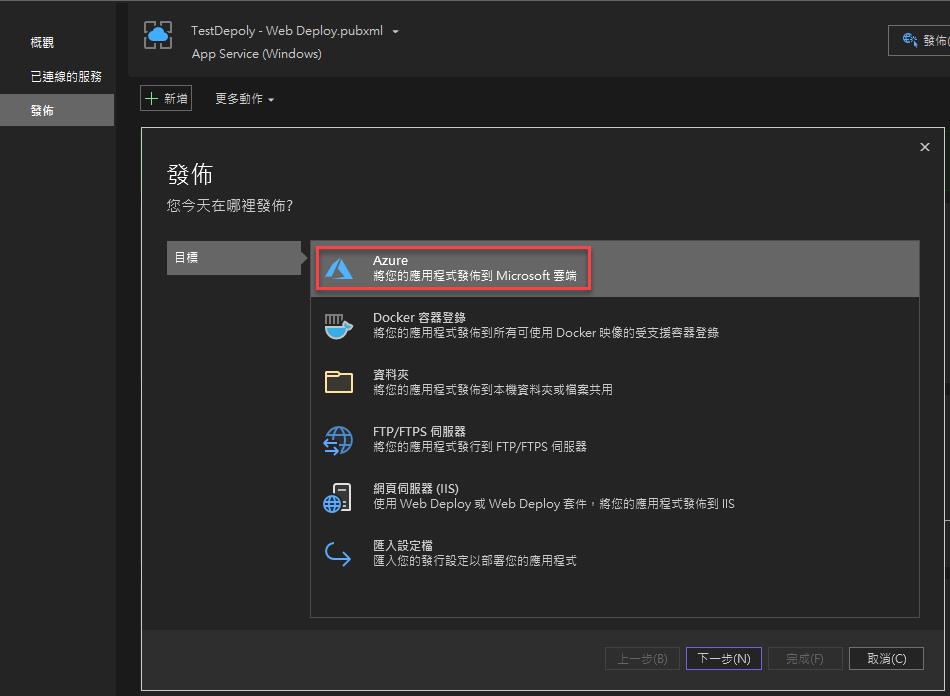 TestDepoly - Web Deploy.pubxml
App Service (Windows)
概觀
已連線的服務
發佈
發佈(
新增
更多動作
發佈
您今天在哪裡發佈?
目標
Azure
將您的應用程式發佈到 Microsoft 雲端
Docker 容器登錄
將您的應用程式發佈到所有可使用 Docker 映像的受支援容器登錄
資料夾
將您的應用程式發佈到本機資料夾或檔案共用
FTP/FTPS 伺服器
將您的應用程式發行到 FTP/FTPS 伺服器
網頁伺服器 (IIS)
使用 Web Deploy 或 Web Deploy 套件，將您的應用程式發佈到 IIS
匯入設定檔
匯入您的發行設定以部署您的應用程式
上一步(B)
下一步(N)
完成(F)
取消(C)